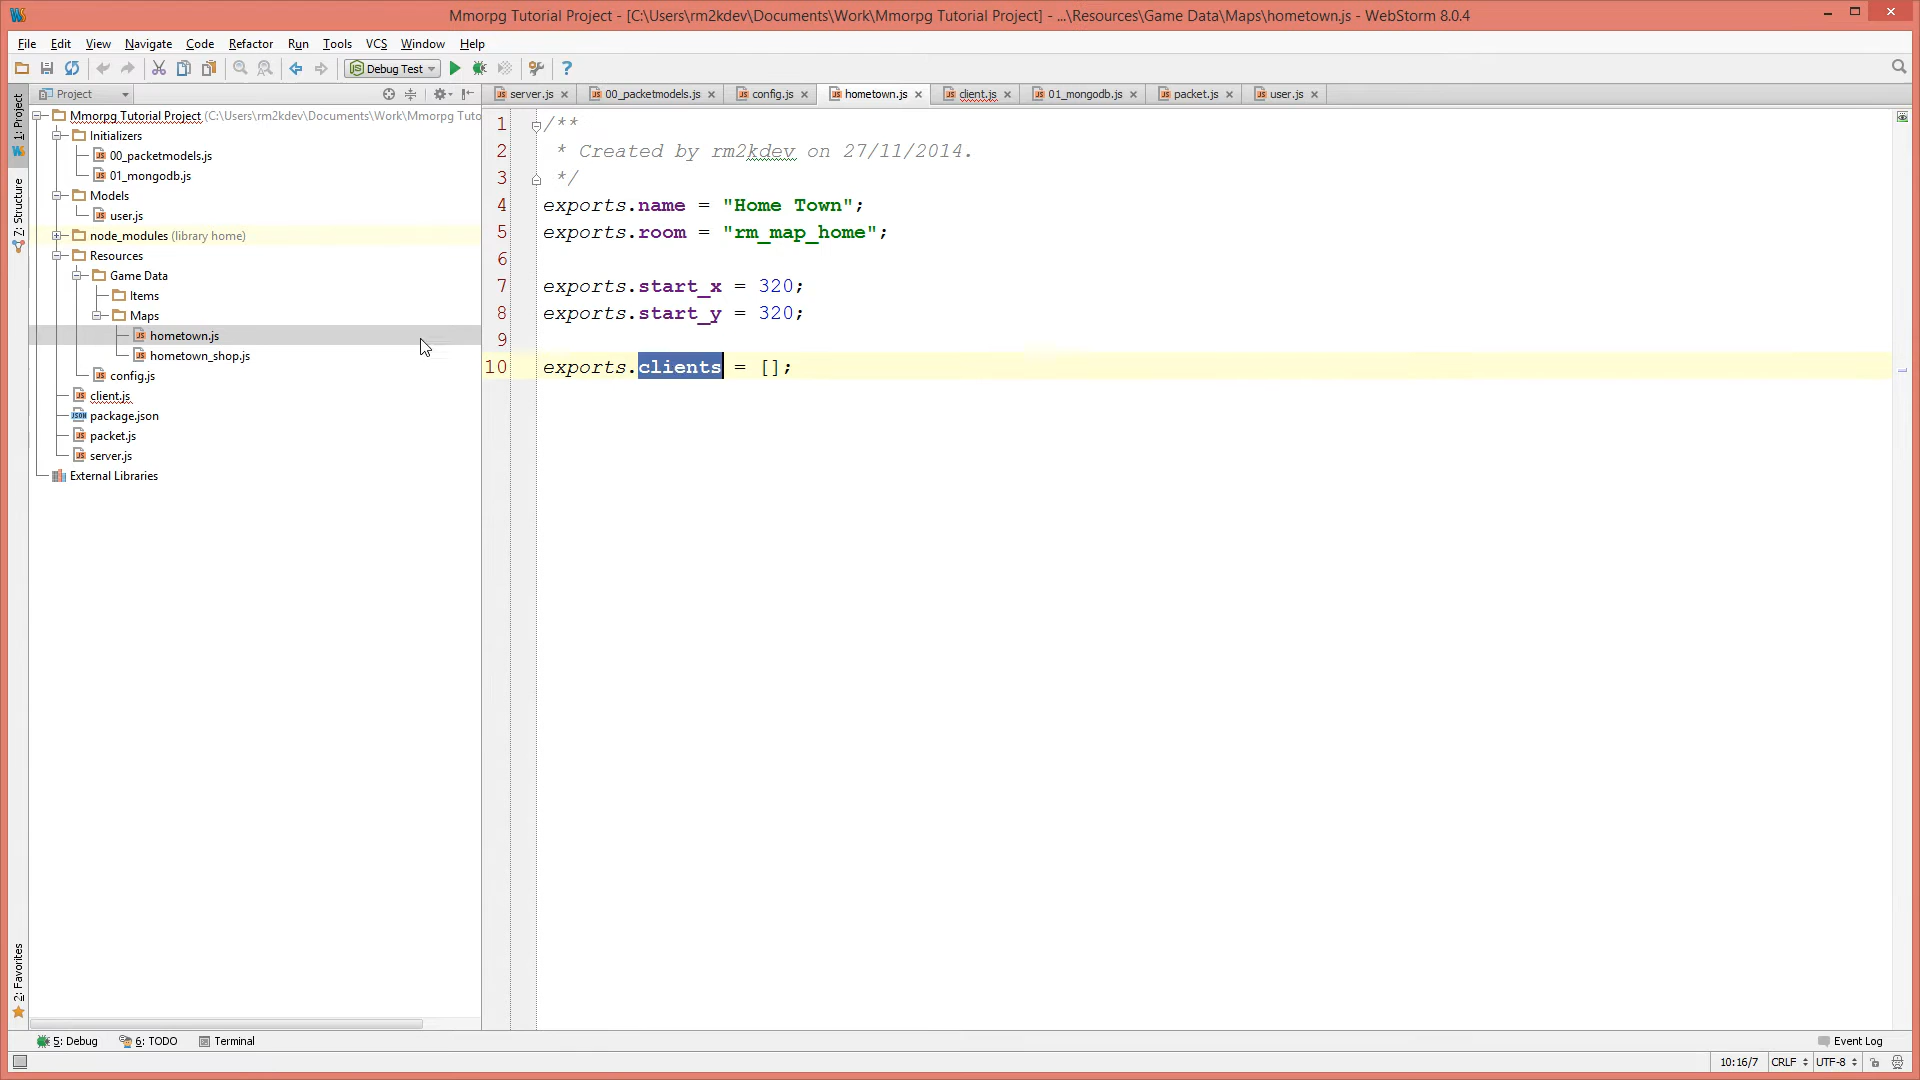 Mmorpg Tutorial Project - [C:\Users\rm2kdev\Documents\Work\Mmorpg Tutorial Project] - ...\Resources\Game Data\Maps\hometown.js - WebStorm 8.0.4
File Edit View Navigate Code Refactor Run Tools VCS Window Help
Debug Test
Project
server.js 00_packetmodels.js config.js hometown.js client.js 01_mongodb.js packet.js user.js
1: Project
Z: Structure
2: Favorites
Mmorpg Tutorial Project (C:\Users\rm2kdev\Documents\Work\Mmorpg Tuto
Initializers
00_packetmodels.js
01_mongodb.js
Models
user.js
node_modules (library home)
Resources
Game Data
Items
Maps
hometown.js
hometown_shop.js
config.js
client.js
package.json
packet.js
server.js
External Libraries
1 /**
2 * Created by rm2kdev on 27/11/2014.
3 */
4 exports.name = "Home Town";
5 exports.room = "rm_map_home";
6
7 exports.start_x = 320;
8 exports.start_y = 320;
9
10 exports.clients = [];
5: Debug 6: TODO Terminal Event Log
10:16/7 CRLF UTF-8